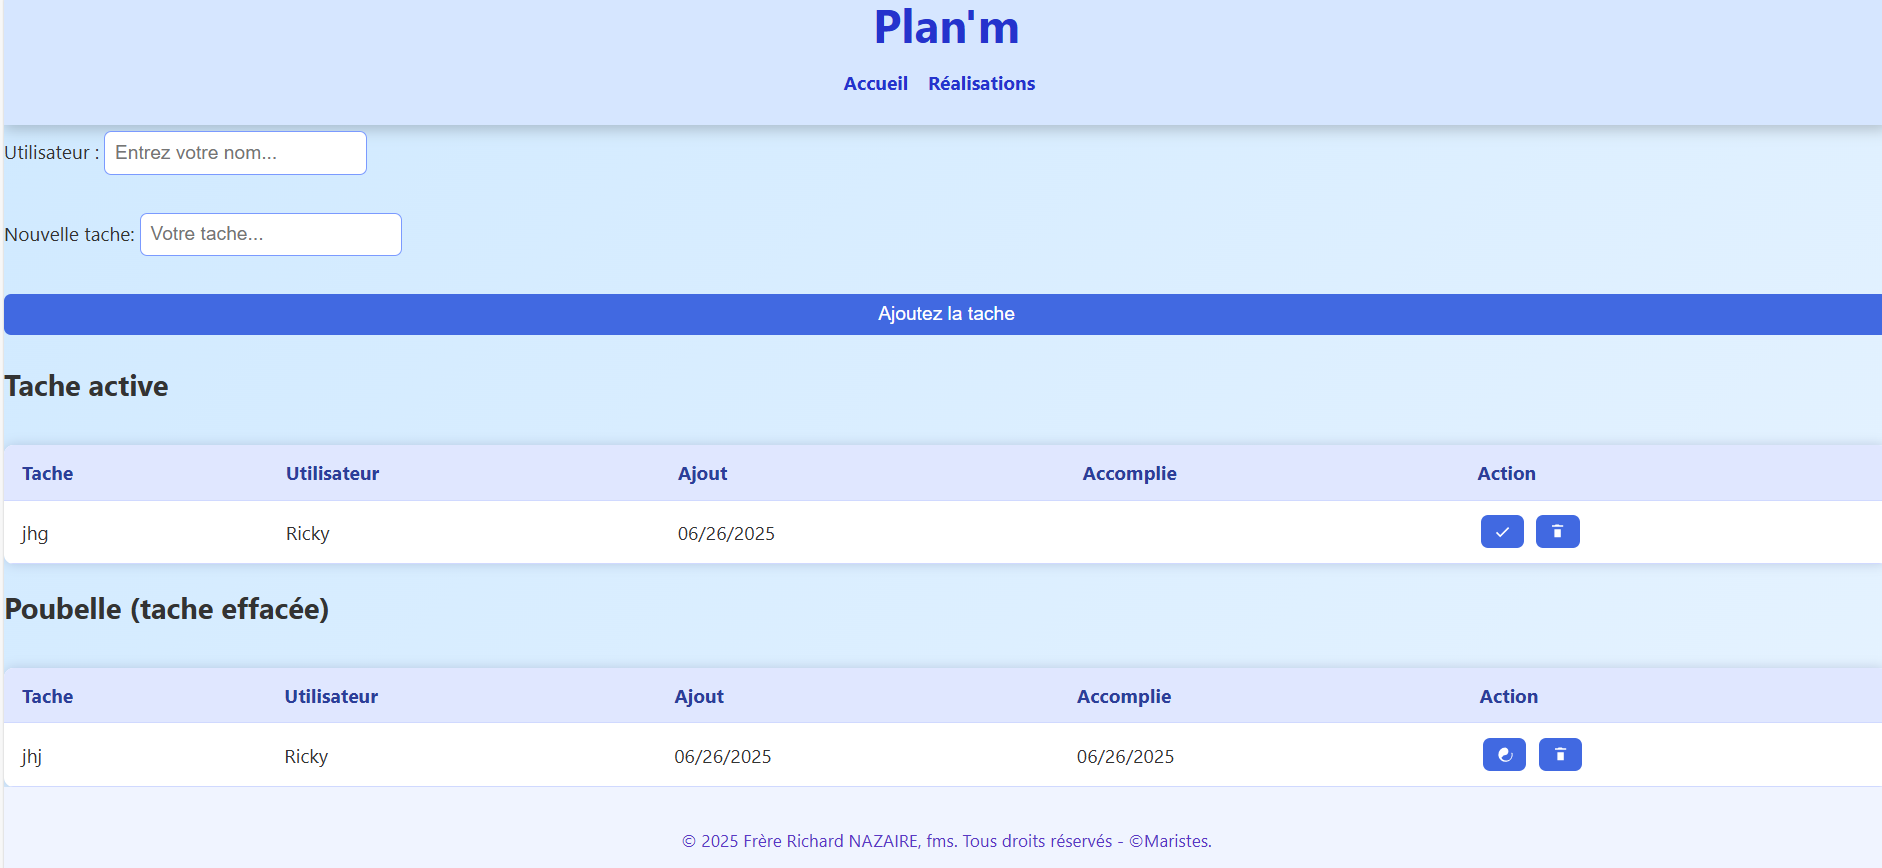 Plan'm
Accueil Réalisations
Utilisateur : Entrez votre nom...
Nouvelle tache: Votre tache...
Ajoutez la tache
Tache active
Tache Utilisateur Ajout Accomplie Action
jhg Ricky 06/26/2025
Poubelle (tache effacée)
Tache Utilisateur Ajout Accomplie Action
jhj Ricky 06/26/2025 06/26/2025
© 2025 Frère Richard NAZAIRE, fms. Tous droits réservés - ©Maristes.